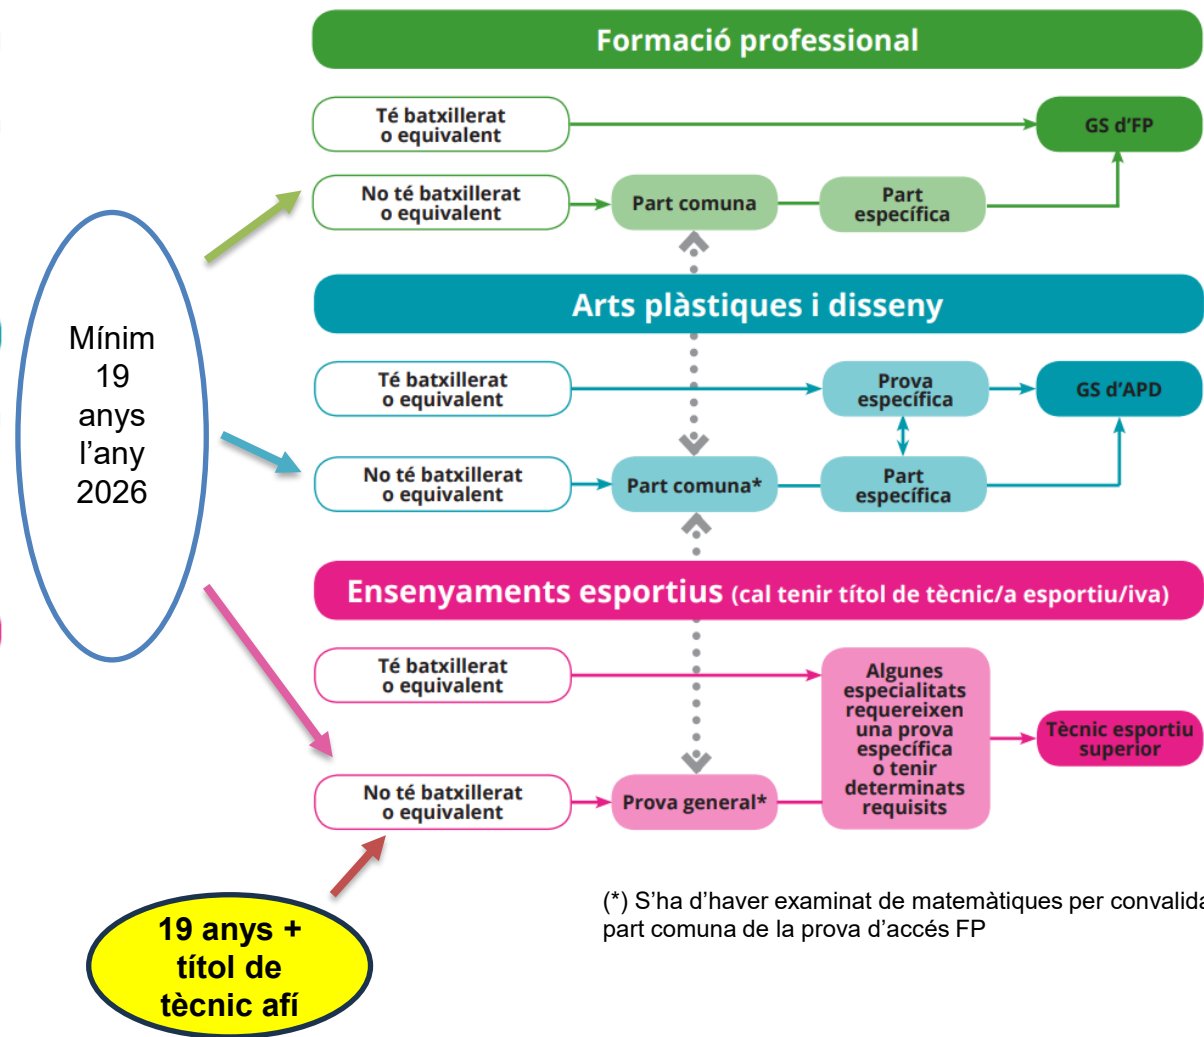 Formació professional
Té batxillerat
o equivalent
GS d'FP
No té batxillerat
o equivalent
Part comuna
Part
específica
Mínim
19
anys
l’any
2026
Arts plàstiques i disseny
Té batxillerat
o equivalent
Prova
específica
GS d'APD
No té batxillerat
o equivalent
Part comuna*
Part
específica
Ensenyaments esportius (cal tenir títol de tècnic/a esportiu/iva)
Té batxillerat
o equivalent
Algunes
especialitats
requereixen
una prova
específica
o tenir
determinats
requisits
Tècnic esportiu
superior
No té batxillerat
o equivalent
Prova general*
19 anys +
títol de
tècnic afí
(*) S’ha d’haver examinat de matemàtiques per convalida
part comuna de la prova d’accés FP